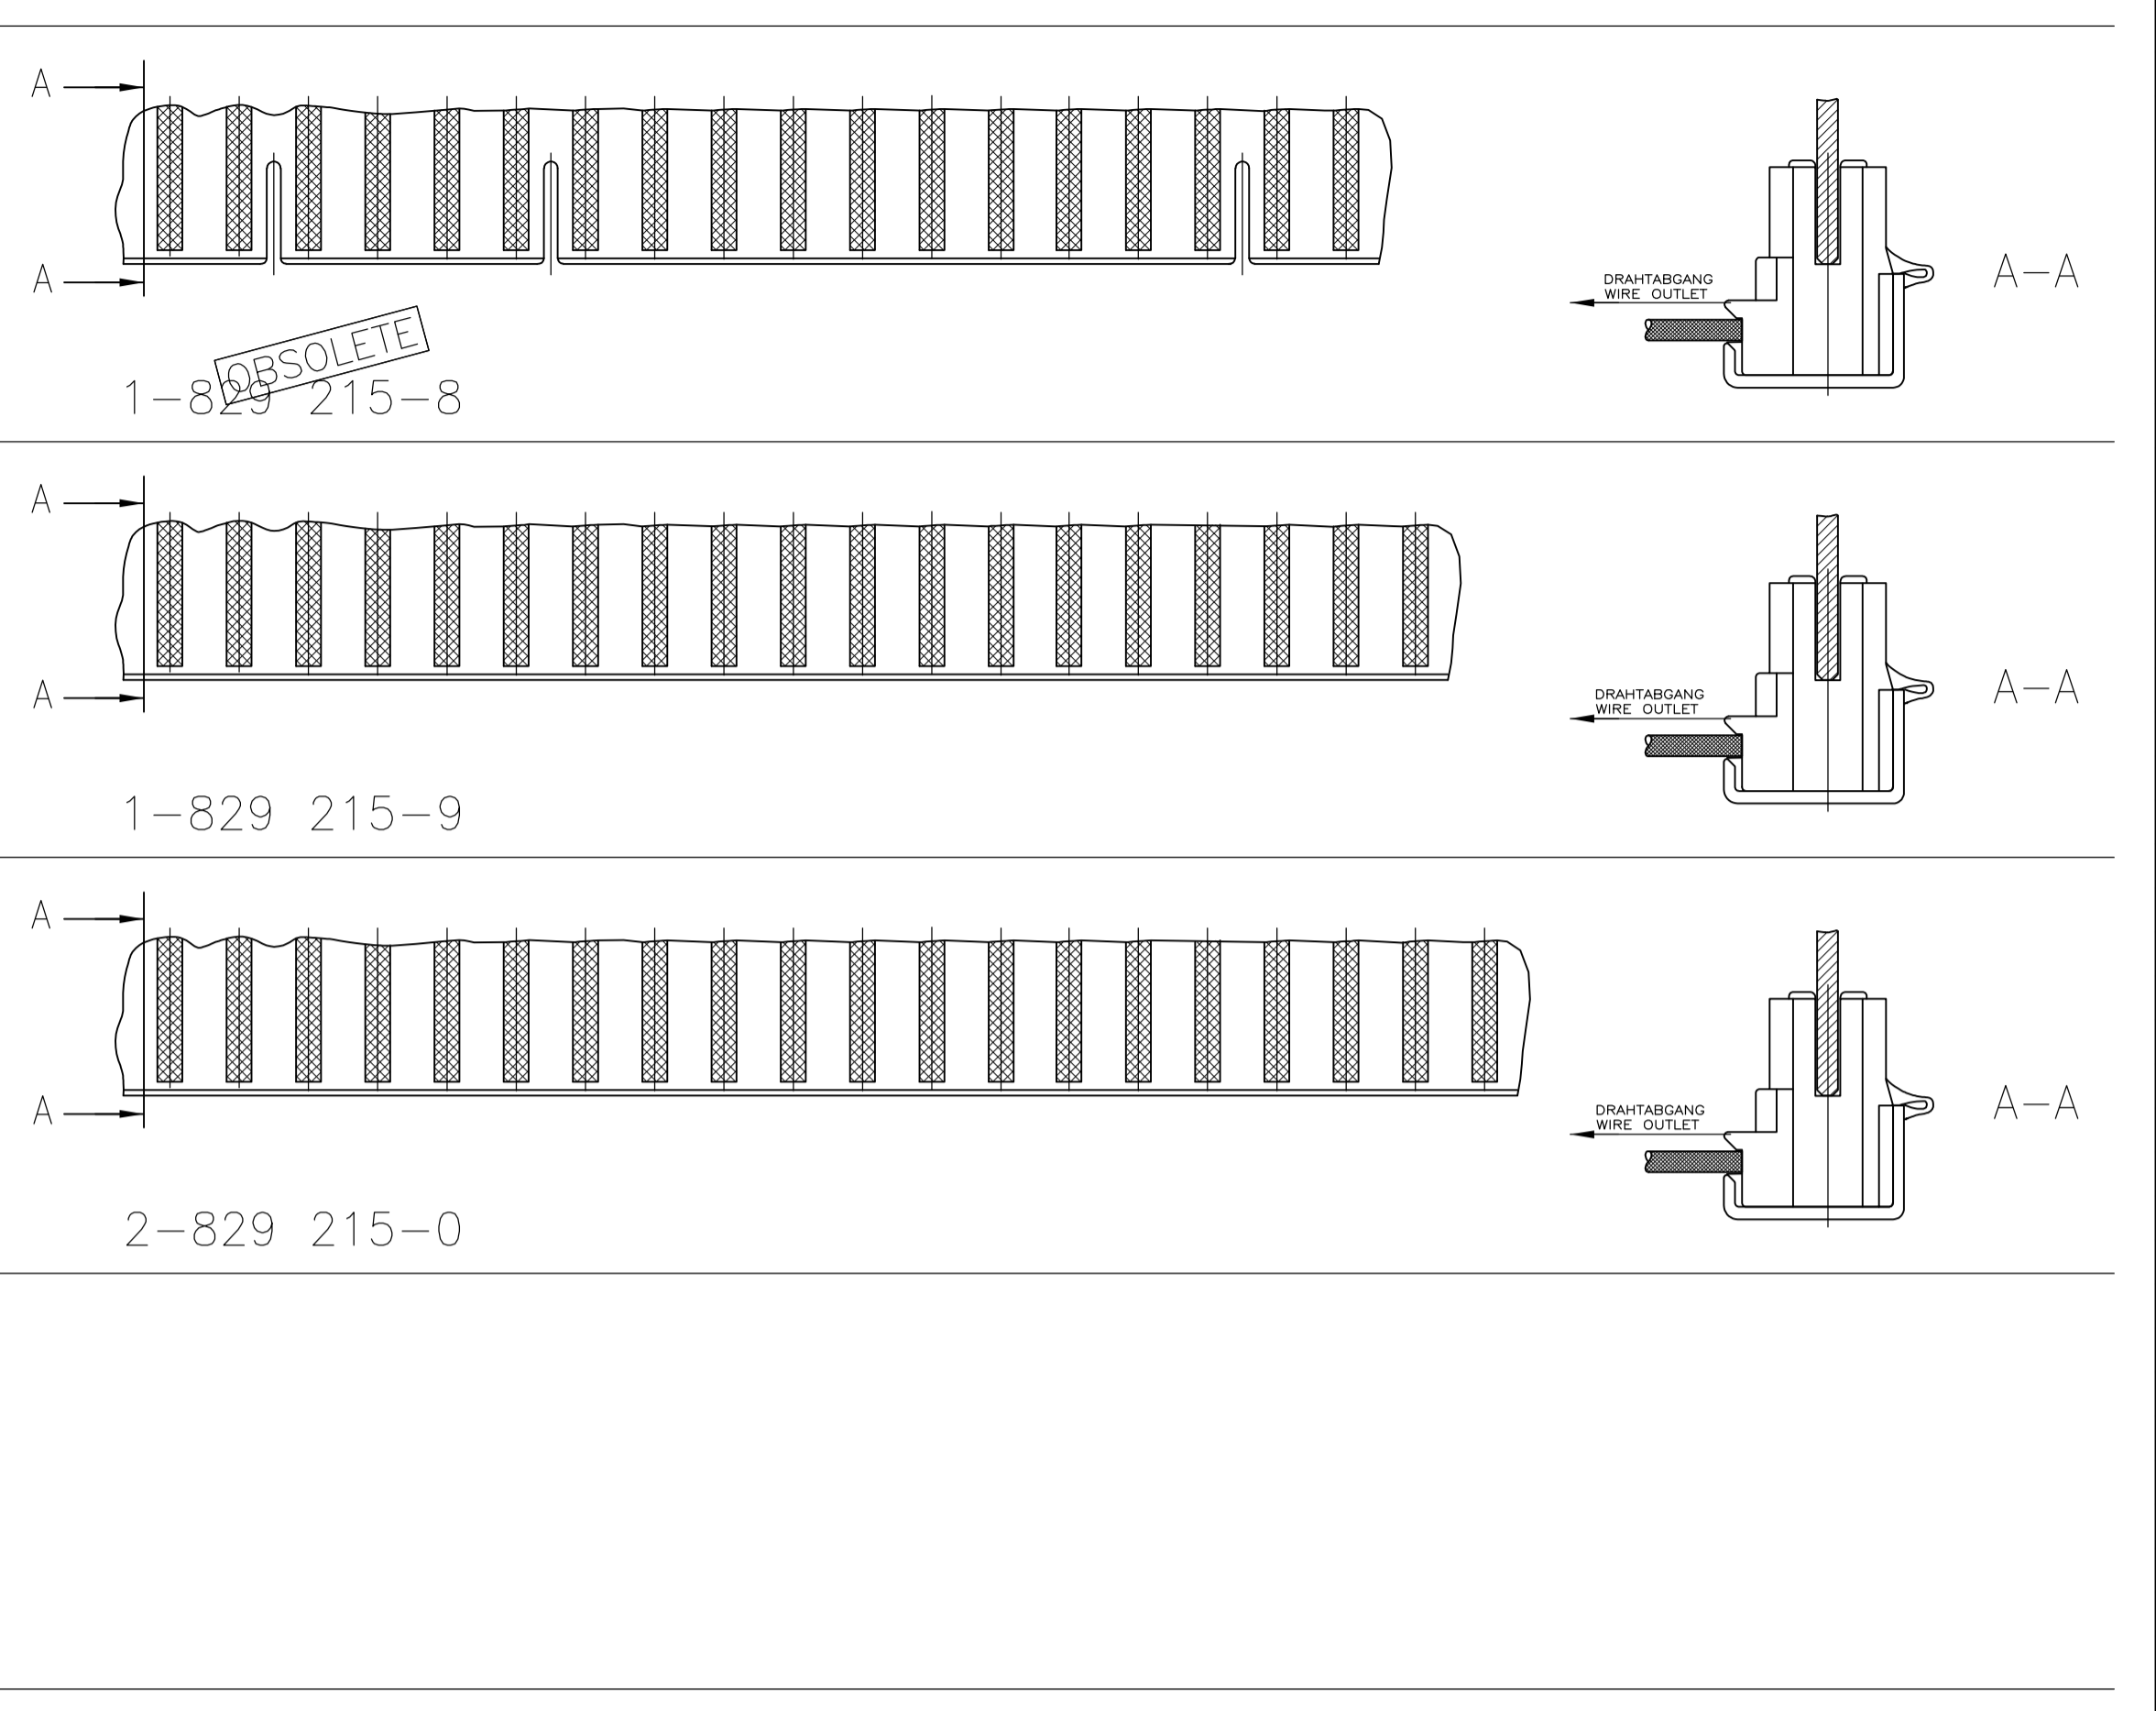 A
A
DRAHTABGANG
WIRE OUTLET
A-A
OBSOLETE
1-829 215-8
A
A
DRAHTABGANG
WIRE OUTLET
A-A
1-829 215-9
A
A
DRAHTABGANG
WIRE OUTLET
A-A
2-829 215-0